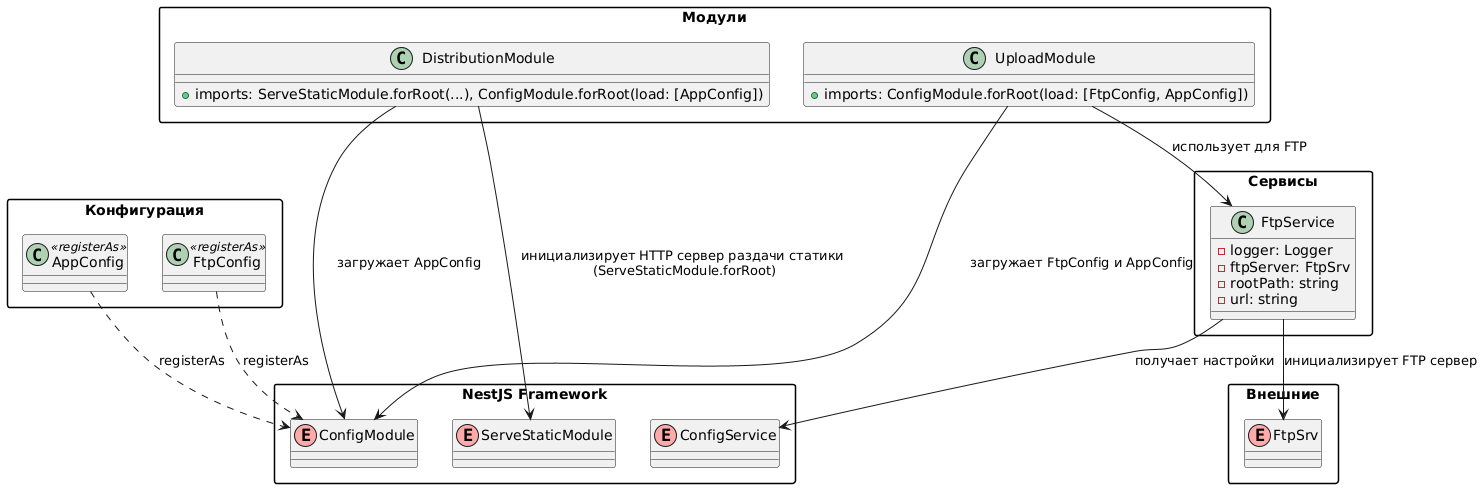 Модули
C DistributionModule
imports: ServeStaticModule.forRoot(...), ConfigModule.forRoot(load: [AppConfig])
C UploadModule
imports: ConfigModule.forRoot(load: [FtpConfig, AppConfig])
использует для FTP
Конфигурация
C «registerAs»
AppConfig
C «registerAs»
FtpConfig
Сервисы
C FtpService
logger: Logger
ftpServer: FtpSrv
rootPath: string
url: string
загружает AppConfig
инициализирует HTTP сервер раздачи статики
(ServeStaticModule.forRoot)
загружает FtpConfig и AppConfig
registerAs
registerAs
получает настройки
инициализирует FTP сервер
NestJS Framework
E ConfigModule
E ServeStaticModule
E ConfigService
Внешние
E FtpSrv